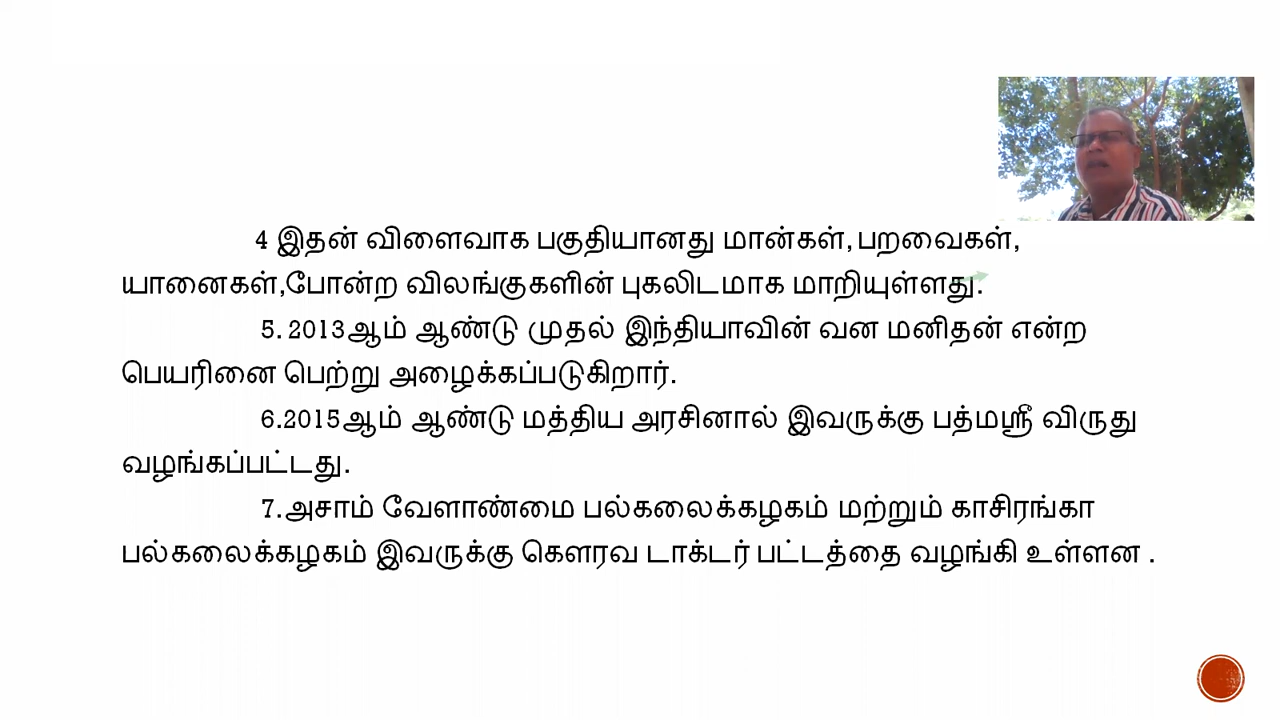 4 இதன் விளைவாக பகுதியானது மான்கள்,பறவைகள்,
யானைகள்,போன்ற விலங்குகளின் புகலிடமாக மாறியுள்ளது.
5. 2013ஆம் ஆண்டு முதல் இந்தியாவின் வன மனிதன் என்ற
பெயரினை பெற்று அழைக்கப்படுகிறார்.
6.2015ஆம் ஆண்டு மத்திய அரசினால் இவருக்கு பத்மஸ்ரீ விருது
வழங்கப்பட்டது.
7.அசாம் வேளாண்மை பல்கலைக்கழகம் மற்றும் காசிரங்கா
பல்கலைக்கழகம் இவருக்கு கௌரவ டாக்டர் பட்டத்தை வழங்கி உள்ளன .